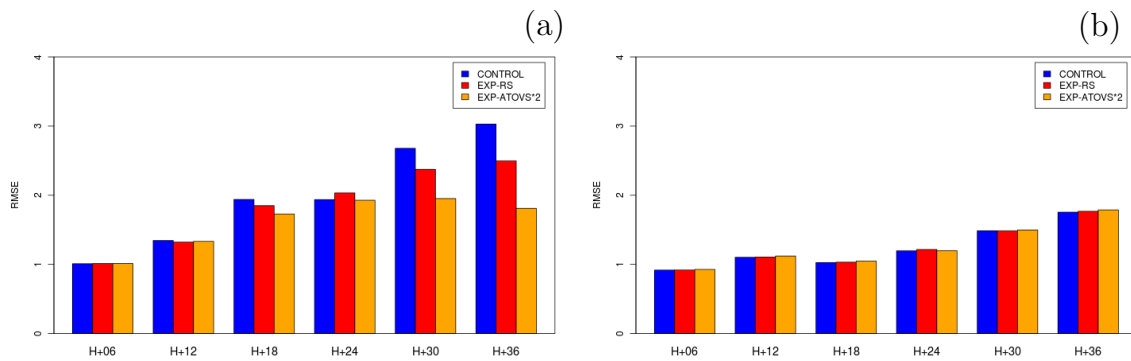 (a)
RMSE
0
1
2
3
4
CONTROL
EXP-RS
EXP-ATOVS*2
H+06
H+12
H+18
H+24
H+30
H+36
(b)
RMSE
0
1
2
3
4
CONTROL
EXP-RS
EXP-ATOVS*2
H+06
H+12
H+18
H+24
H+30
H+36